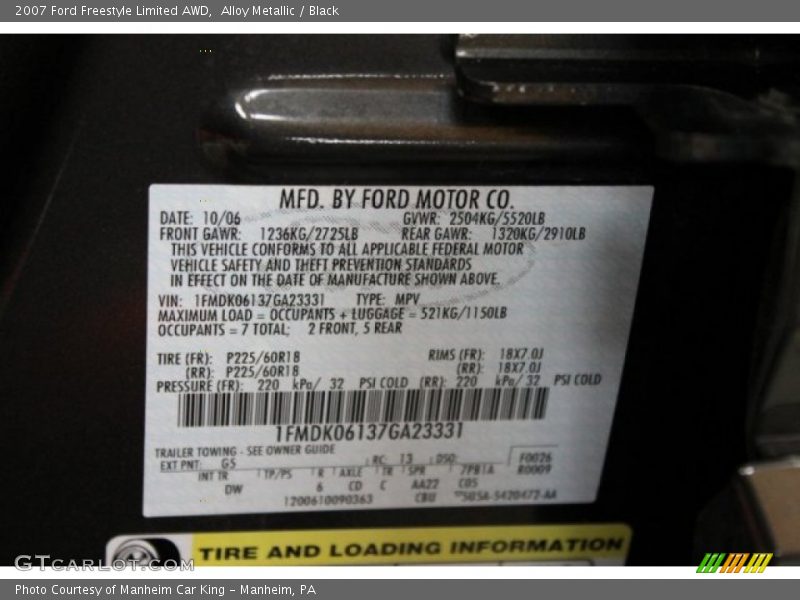 2007 Ford Freestyle Limited AWD,  Alloy Metallic / Black
MFD. BY FORD MOTOR CO.
DATE: 10/06 GVWR: 2504KG/5520LB
FRONT GAWR: 1236KG/2725LB REAR GAWR: 1320KG/2910LB
THIS VEHICLE CONFORMS TO ALL APPLICABLE FEDERAL MOTOR
VEHICLE SAFETY AND THEFT PREVENTION STANDARDS
IN EFFECT ON THE DATE OF MANUFACTURE SHOWN ABOVE.
VIN: 1FMDK06137GA23331 TYPE: MPV
MAXIMUM LOAD = OCCUPANTS + LUGGAGE = 521KG/1150LB
OCCUPANTS = 7 TOTAL; 2 FRONT, 5 REAR
TIRE (FR): P225/60R18 RIMS (FR): 18X7.0J
(RR): P225/60R18 (RR): 18X7.0J
PRESSURE (FR): 220 kPa/ 32 PSI COLD (RR): 220 kPa/ 32 PSI COLD
1FMDK06137GA23331
TRAILER TOWING - SEE OWNER GUIDE
EXT PNT: G5 RC: 13 DSO: F0026
INT TR TP/PS R AXLE TR SPR 7PB1A R0009
DW 6 CD C AA22 C05
1200610090363 CBU 5U5A-5420472-AA
TIRE AND LOADING INFORMATION
GTCARLOT.COM
Photo Courtesy of Manheim Car King - Manheim, PA